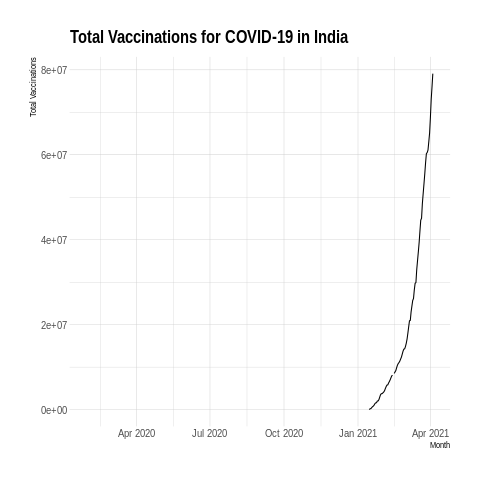 Total Vaccinations for COVID-19 in India
Total Vaccinations
8e+07
6e+07
4e+07
2e+07
0e+00
Apr 2020 Jul 2020 Oct 2020 Jan 2021 Apr 2021
Month